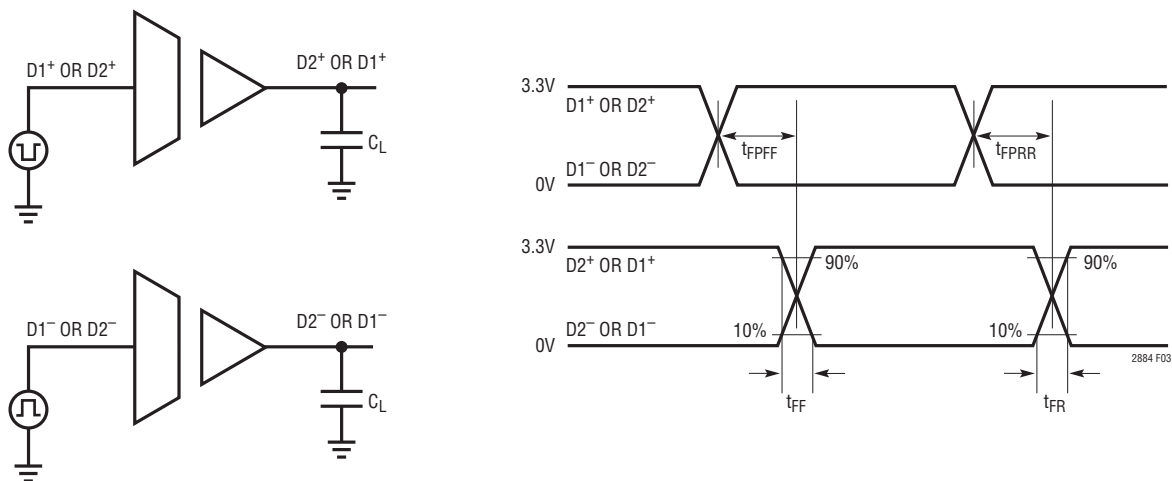 D1+ OR D2+
D2+ OR D1+
CL
D1− OR D2−
D2− OR D1−
CL
3.3V
D1+ OR D2+
tFPFF
tFPRR
D1− OR D2−
0V
3.3V
D2+ OR D1+
90%
90%
10%
10%
D2− OR D1−
0V
2884 F03
tFF
tFR